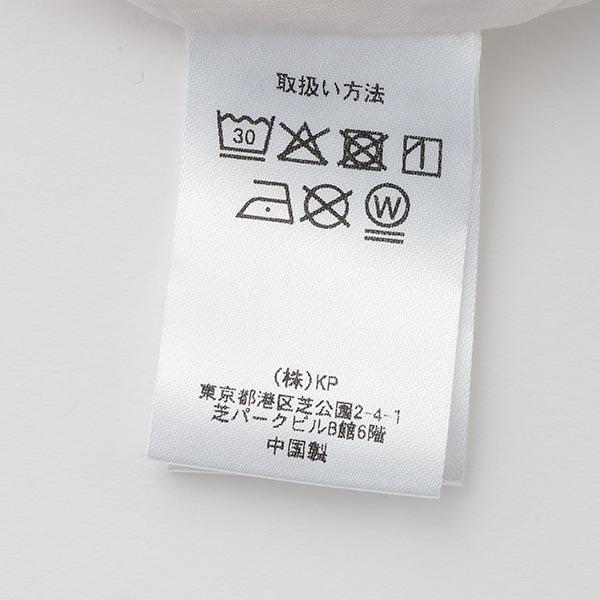 取扱い方法
30
W
(株)KP
東京都港区芝公園2-4-1
芝パークビルB館6階
中国製